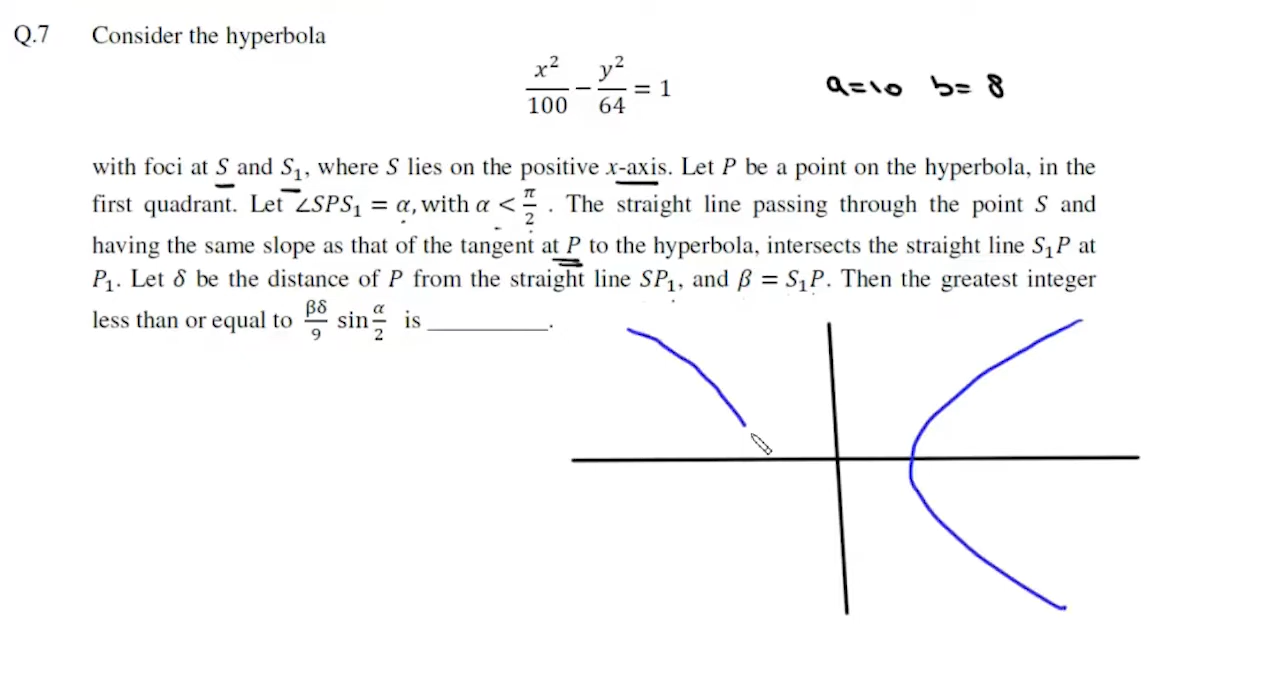 Q.7 Consider the hyperbola
x²/100 − y²/64 = 1
a=10 b=8
with foci at S and S₁, where S lies on the positive x-axis. Let P be a point on the hyperbola, in the
first quadrant. Let ∠SPS₁ = α, with α < π/2 . The straight line passing through the point S and
having the same slope as that of the tangent at P to the hyperbola, intersects the straight line S₁P at
P₁. Let δ be the distance of P from the straight line SP₁, and β = S₁P. Then the greatest integer
less than or equal to βδ/9 sin α/2 is ________.